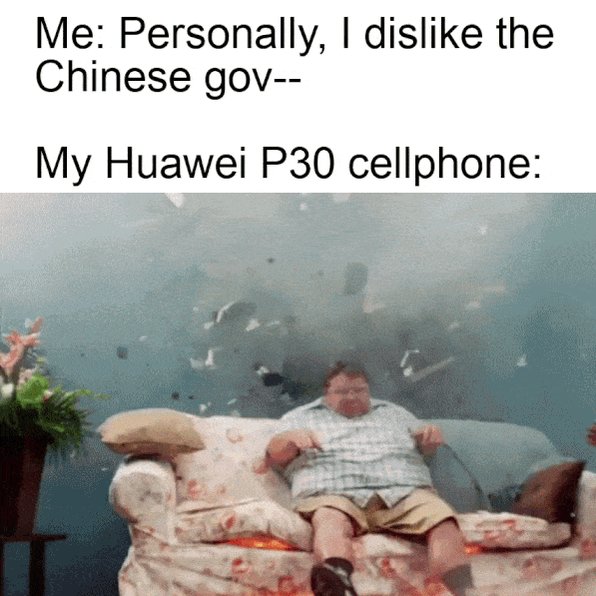 Me: Personally, I dislike the
Chinese gov--
My Huawei P30 cellphone: